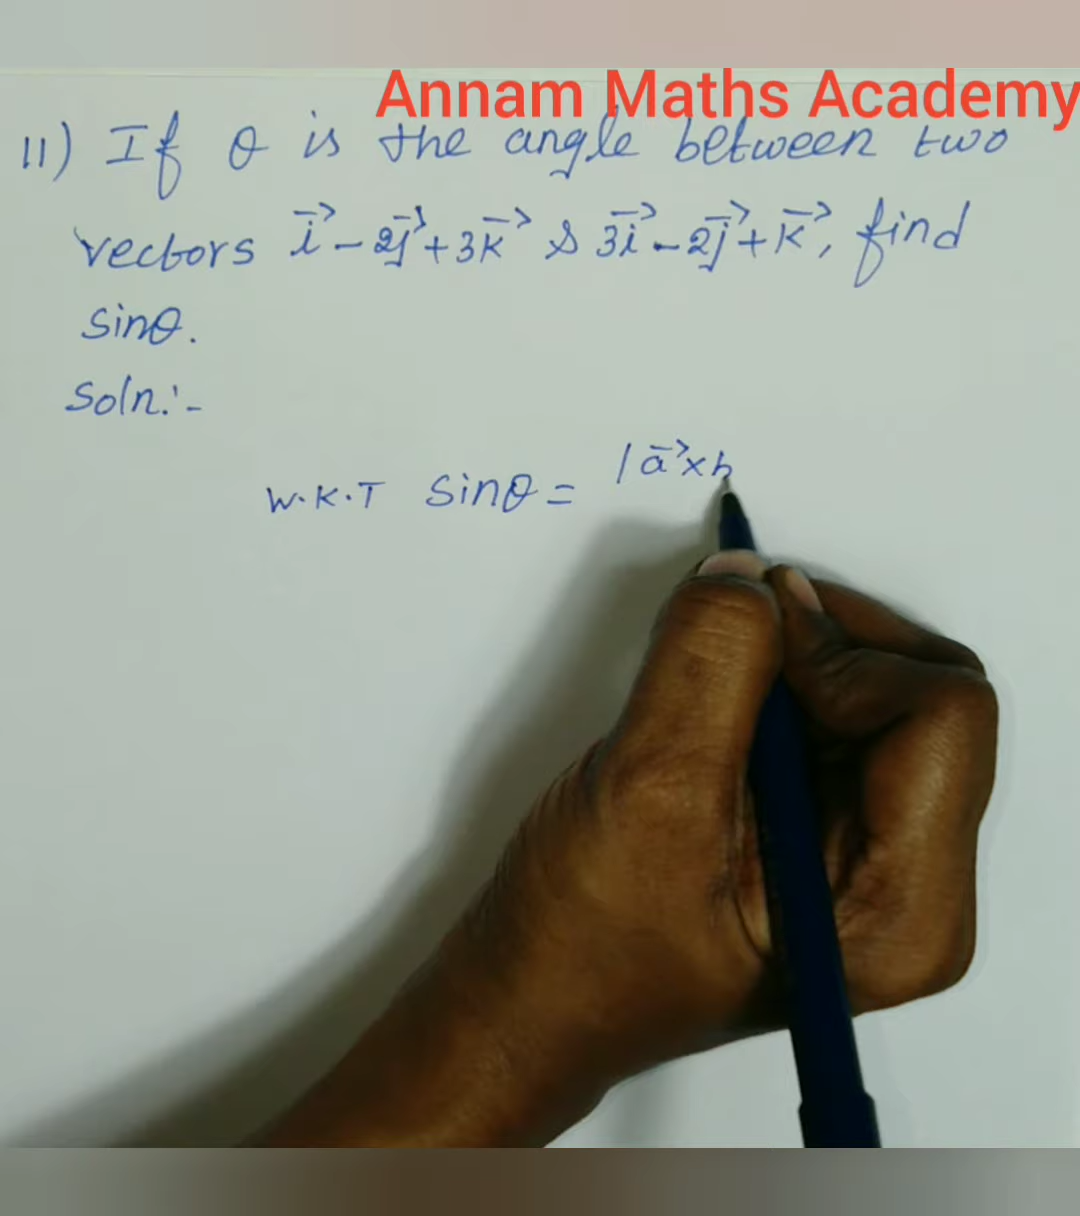 Annam Maths Academy
11) If θ is the angle between two
vectors i⃗ - 2j⃗ + 3k⃗ & 3i⃗ - 2j⃗ + k⃗, find
sinθ.
Soln:-
W.K.T sinθ = |a⃗ × b